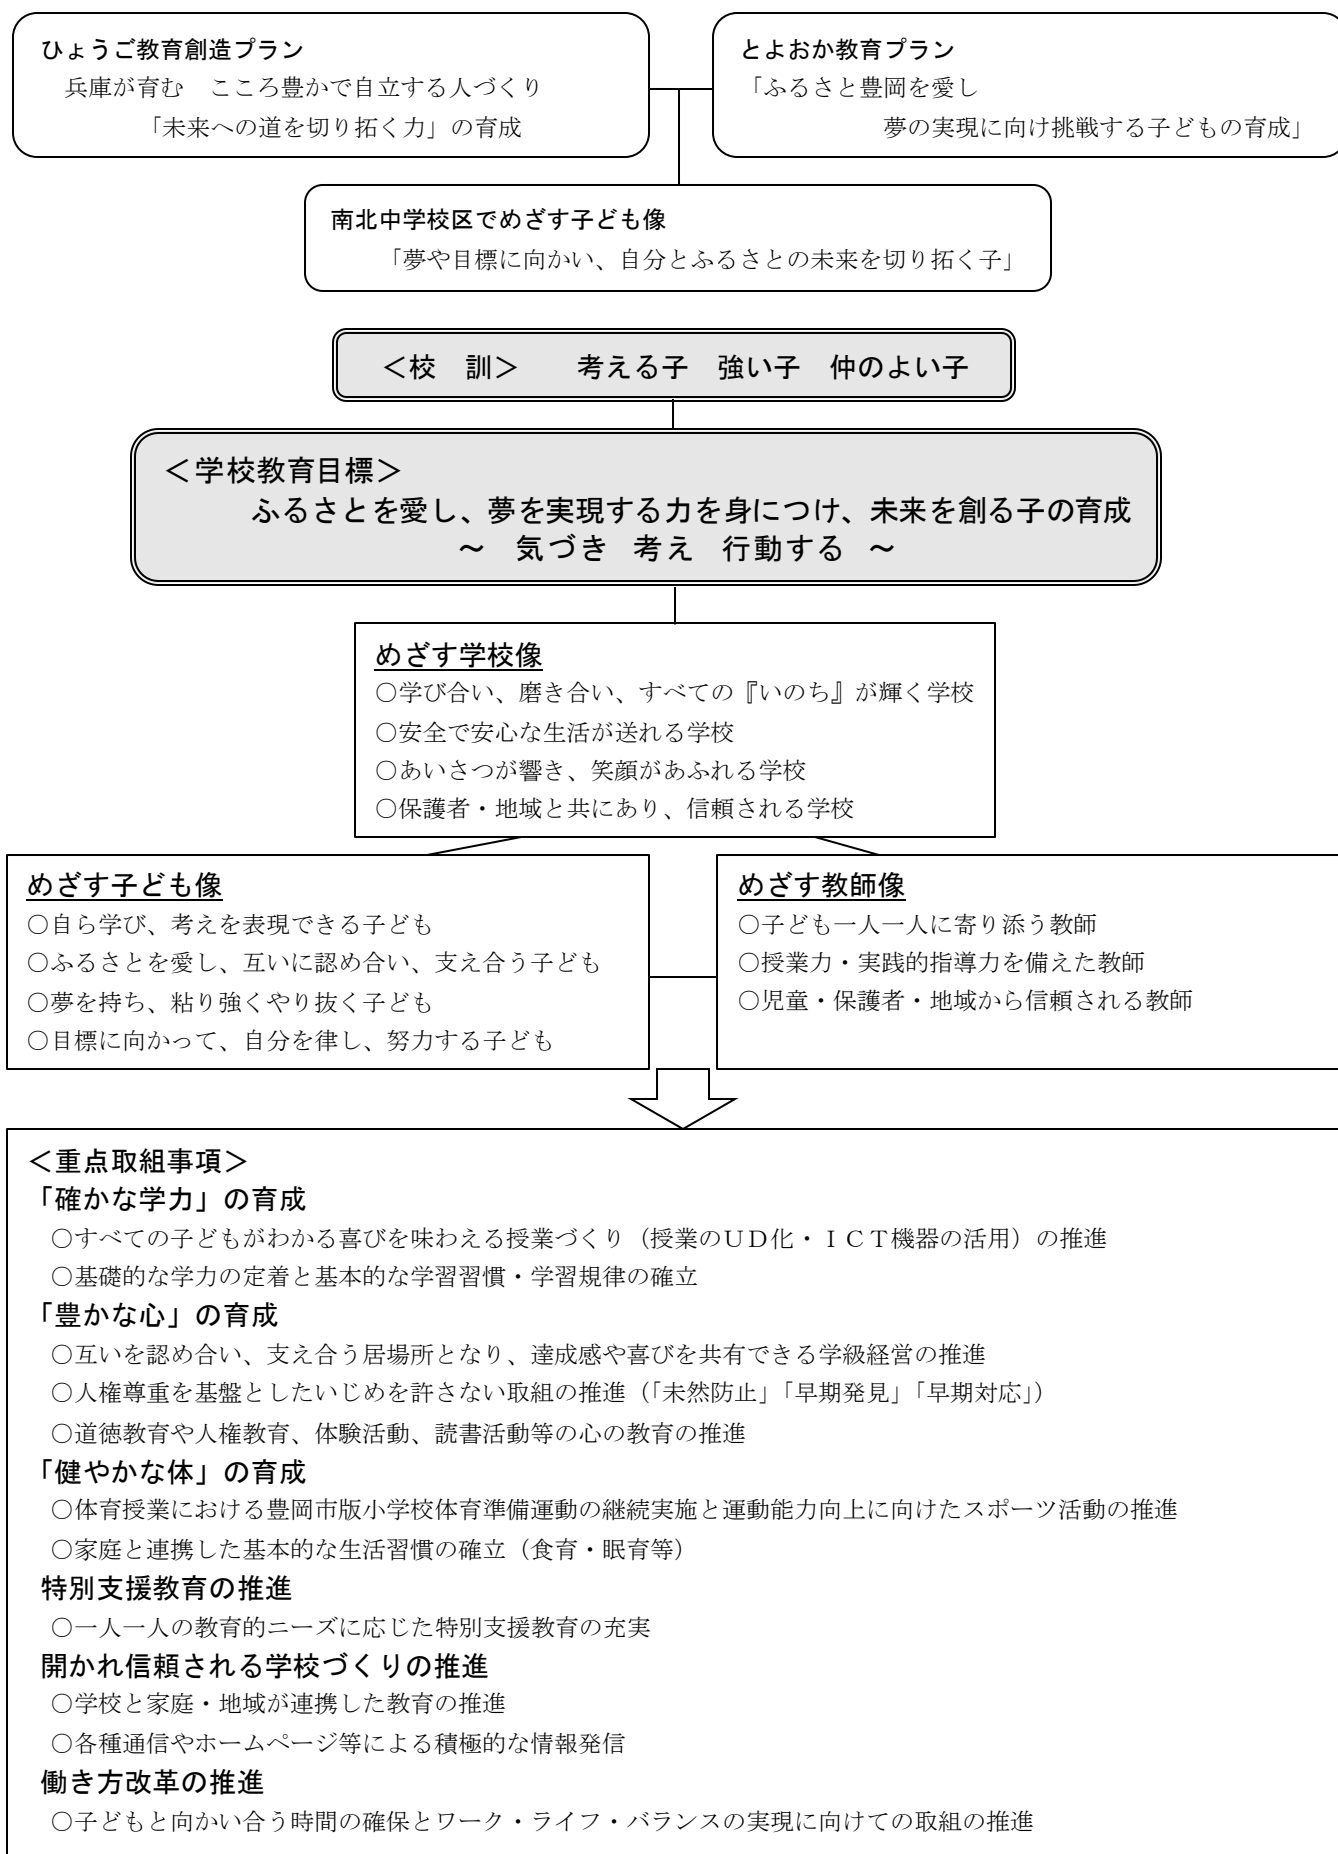 ひょうご教育創造プラン
兵庫が育む　こころ豊かで自立する人づくり
「未来への道を切り拓く力」の育成
とよおか教育プラン
「ふるさと豊岡を愛し
夢の実現に向け挑戦する子どもの育成」
南北中学校区でめざす子ども像
「夢や目標に向かい、自分とふるさとの未来を切り拓く子」
＜校　訓＞　　考える子　強い子　仲のよい子
＜学校教育目標＞
ふるさとを愛し、夢を実現する力を身につけ、未来を創る子の育成
～　気づき　考え　行動する　～
めざす学校像
○学び合い、磨き合い、すべての『いのち』が輝く学校
○安全で安心な生活が送れる学校
○あいさつが響き、笑顔があふれる学校
○保護者・地域と共にあり、信頼される学校
めざす子ども像
○自ら学び、考えを表現できる子ども
○ふるさとを愛し、互いに認め合い、支え合う子ども
○夢を持ち、粘り強くやり抜く子ども
○目標に向かって、自分を律し、努力する子ども
めざす教師像
○子ども一人一人に寄り添う教師
○授業力・実践的指導力を備えた教師
○児童・保護者・地域から信頼される教師
＜重点取組事項＞
「確かな学力」の育成
○すべての子どもがわかる喜びを味わえる授業づくり（授業のＵＤ化・ＩＣＴ機器の活用）の推進
○基礎的な学力の定着と基本的な学習習慣・学習規律の確立
「豊かな心」の育成
○互いを認め合い、支え合う居場所となり、達成感や喜びを共有できる学級経営の推進
○人権尊重を基盤としたいじめを許さない取組の推進（「未然防止」「早期発見」「早期対応」）
○道徳教育や人権教育、体験活動、読書活動等の心の教育の推進
「健やかな体」の育成
○体育授業における豊岡市版小学校体育準備運動の継続実施と運動能力向上に向けたスポーツ活動の推進
○家庭と連携した基本的な生活習慣の確立（食育・眠育等）
特別支援教育の推進
○一人一人の教育的ニーズに応じた特別支援教育の充実
開かれ信頼される学校づくりの推進
○学校と家庭・地域が連携した教育の推進
○各種通信やホームページ等による積極的な情報発信
働き方改革の推進
○子どもと向かい合う時間の確保とワーク・ライフ・バランスの実現に向けての取組の推進